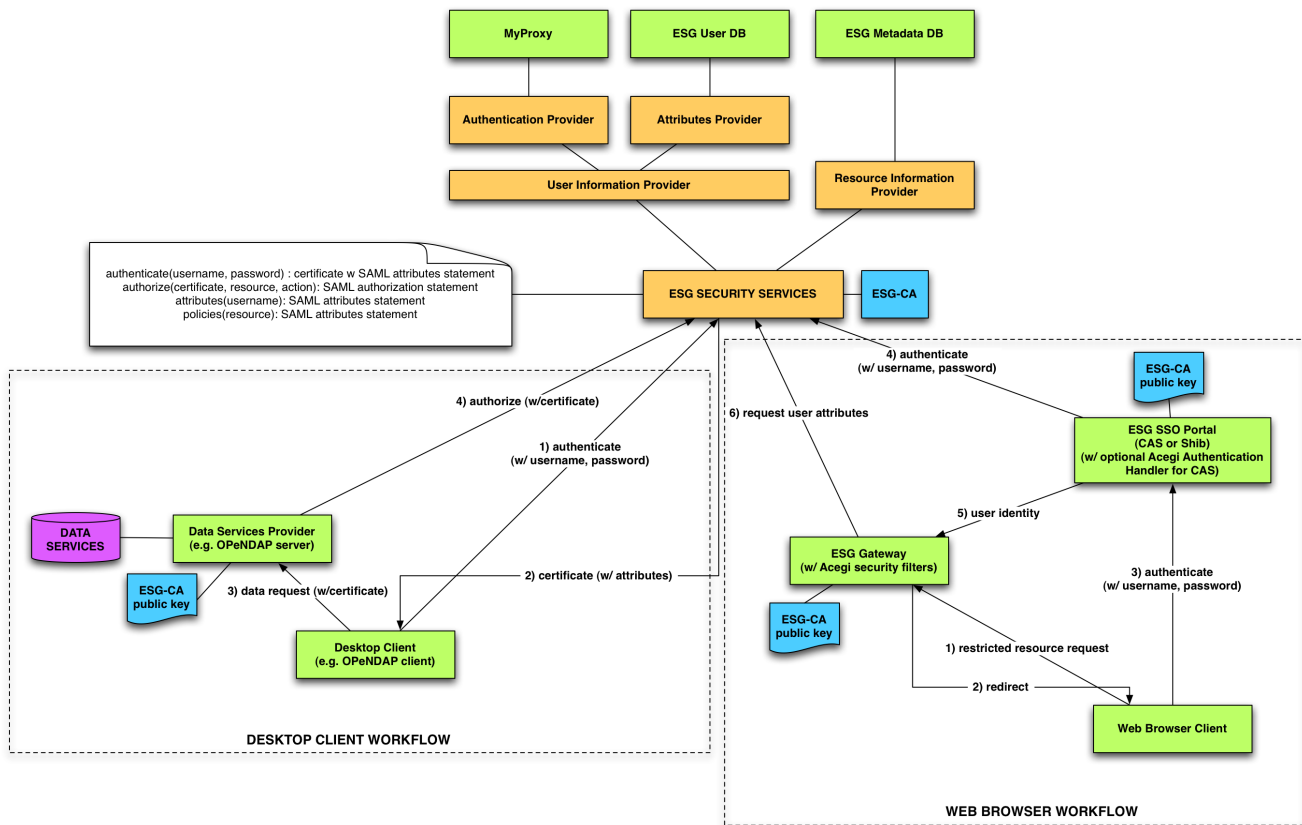 MyProxy
ESG User DB
ESG Metadata DB
Authentication Provider
Attributes Provider
User Information Provider
Resource Information
Provider
authenticate(username, password) : certificate w SAML attributes statement
authorize(certificate, resource, action): SAML authorization statement
attributes(username): SAML attributes statement
policies(resource): SAML attributes statement
ESG SECURITY SERVICES
ESG-CA
4) authorize (w/certificate)
1) authenticate
(w/ username, password)
Data Services Provider
(e.g. OPeNDAP server)
DATA
SERVICES
ESG-CA
public key
3) data request (w/certificate)
2) certificate (w/ attributes)
Desktop Client
(e.g. OPeNDAP client)
DESKTOP CLIENT WORKFLOW
4) authenticate
(w/ username, password)
ESG-CA
public key
6) request user attributes
ESG SSO Portal
(CAS or Shib)
(w/ optional Acegi Authentication
Handler for CAS)
5) user identity
ESG Gateway
(w/ Acegi security filters)
ESG-CA
public key
3) authenticate
(w/ username, password)
1) restricted resource request
2) redirect
Web Browser Client
WEB BROWSER WORKFLOW